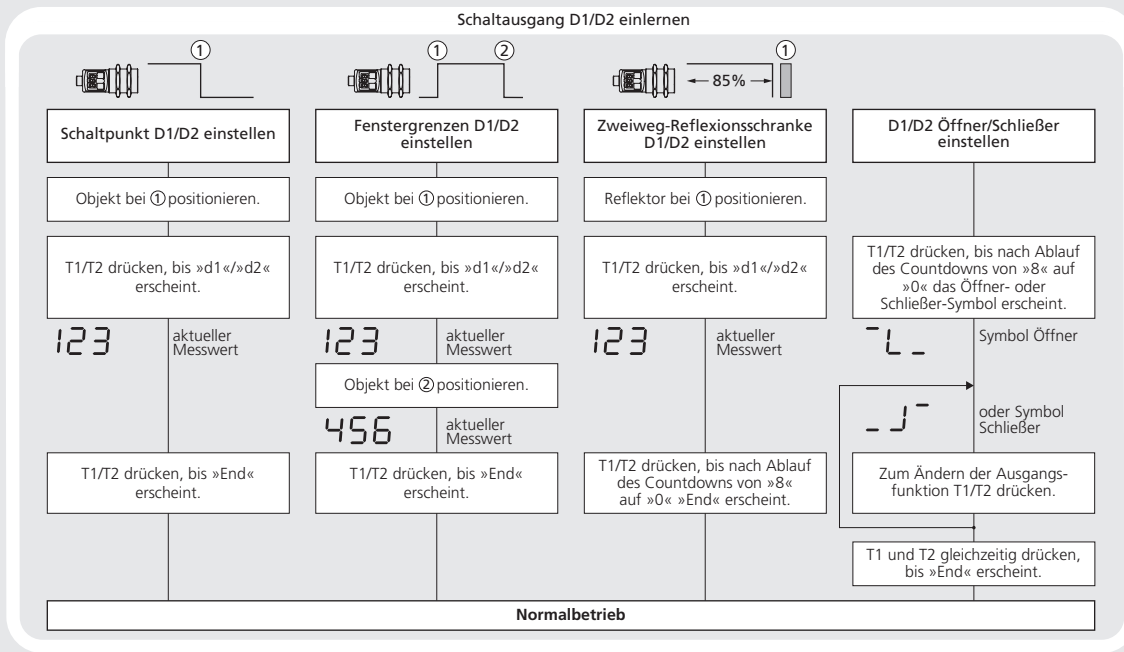 Schaltausgang D1/D2 einlernen
①
Schaltpunkt D1/D2 einstellen
Objekt bei ① positionieren.
T1/T2 drücken, bis »d1«/»d2«
erscheint.
123
aktueller
Messwert
T1/T2 drücken, bis »End«
erscheint.
① ②
Fenstergrenzen D1/D2
einstellen
Objekt bei ① positionieren.
T1/T2 drücken, bis »d1«/»d2«
erscheint.
123
aktueller
Messwert
Objekt bei ② positionieren.
456
aktueller
Messwert
T1/T2 drücken, bis »End«
erscheint.
①
85%
Zweiweg-Reflexionsschranke
D1/D2 einstellen
Reflektor bei ① positionieren.
T1/T2 drücken, bis »d1«/»d2«
erscheint.
123
aktueller
Messwert
T1/T2 drücken, bis nach Ablauf
des Countdowns von »8«
auf »0« »End« erscheint.
D1/D2 Öffner/Schließer
einstellen
T1/T2 drücken, bis nach Ablauf
des Countdowns von »8« auf
»0« das Öffner- oder
Schließer-Symbol erscheint.
Symbol Öffner
oder Symbol
Schließer
Zum Ändern der Ausgangs-
funktion T1/T2 drücken.
T1 und T2 gleichzeitig drücken,
bis »End« erscheint.
Normalbetrieb